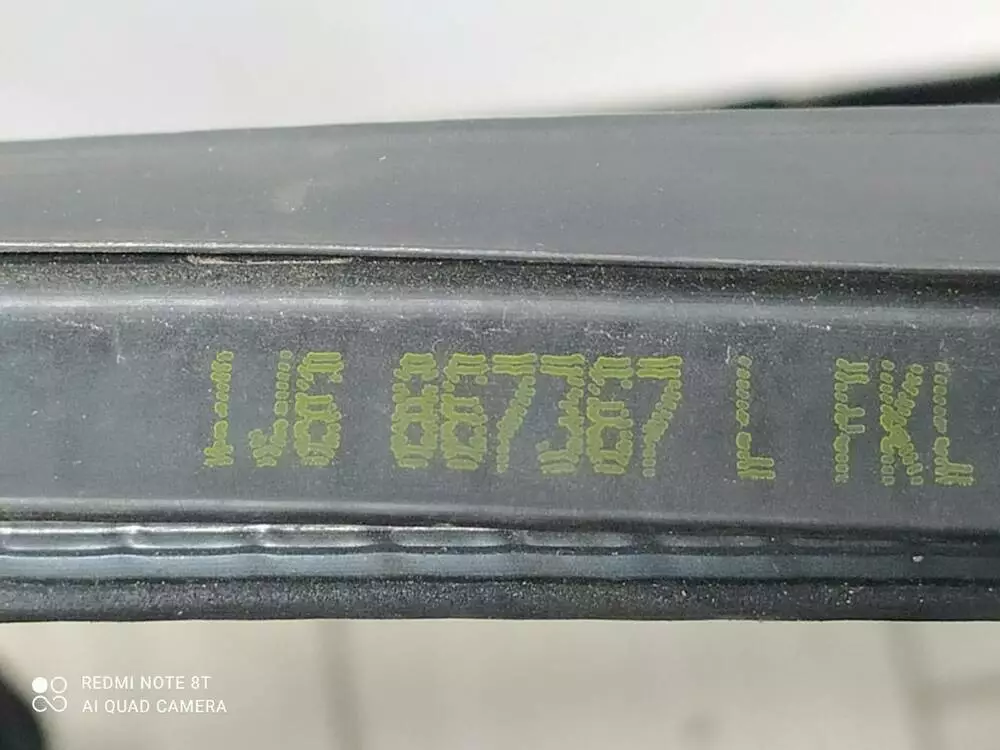 1J6 867367 L FKL
REDMI NOTE 8T
AI QUAD CAMERA